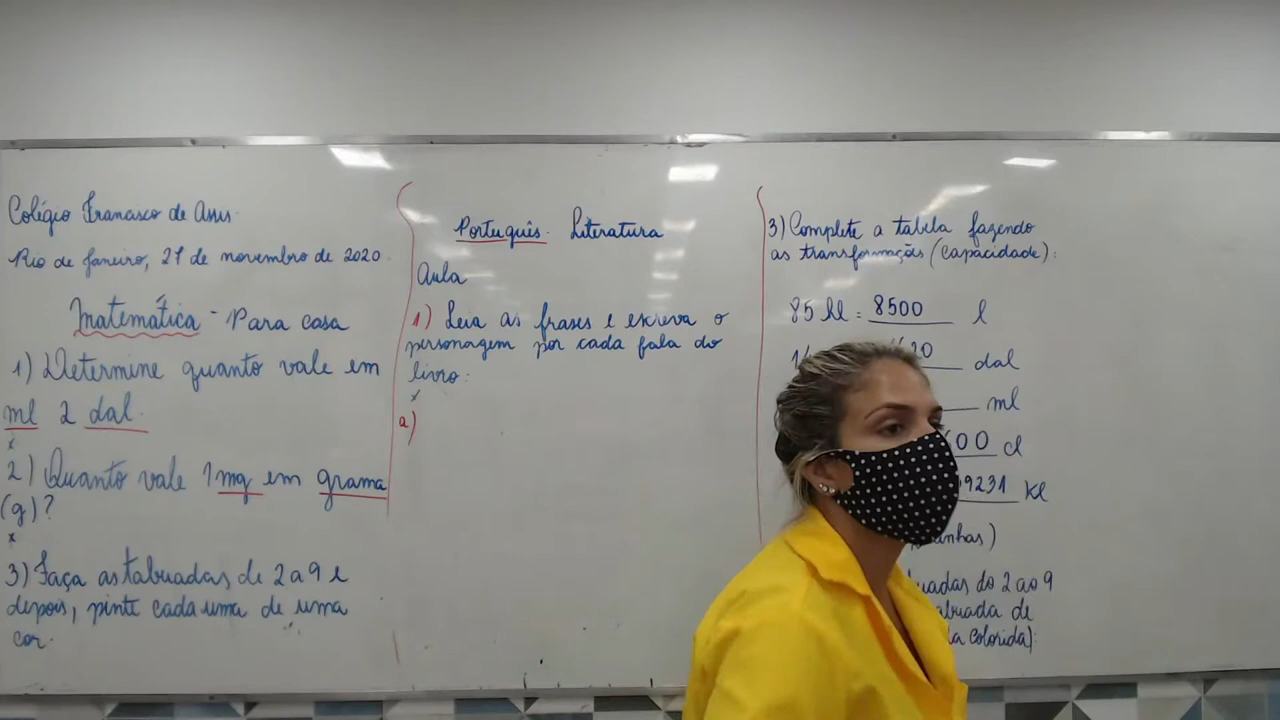 Colégio Francisco de Assis
Rio de Janeiro, 27 de novembro de 2020
Matemática - Para casa
1) Determine quanto vale em
ml 2 dal.
x
2) Quanto vale 1mg em grama
(g)?
x
3) Faça as tabuadas de 2 a 9 e
depois, pinte cada uma de uma
cor.
Português. Literatura
Aula
1) Leia as frases e escreva o
personagem por cada fala do
livro:
x
a)
3) Complete a tabela fazendo
as transformações (capacidade):
85 kl = 8500 l
20 dal
ml
00 cl
9231 kl
2 ao 9
de
colorida)